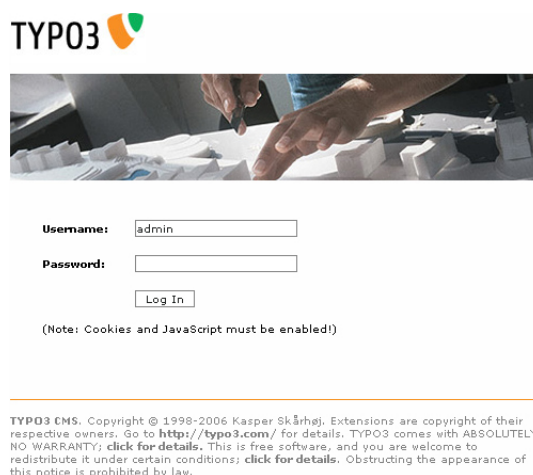 TYPO3
Username: admin
Password:
Log In
(Note: Cookies and JavaScript must be enabled!)
TYPO3 CMS. Copyright © 1998-2006 Kasper Skårhøj. Extensions are copyright of their
respective owners. Go to http://typo3.com/ for details. TYPO3 comes with ABSOLUTELY
NO WARRANTY; click for details. This is free software, and you are welcome to
redistribute it under certain conditions; click for details. Obstructing the appearance of
this notice is prohibited by law.